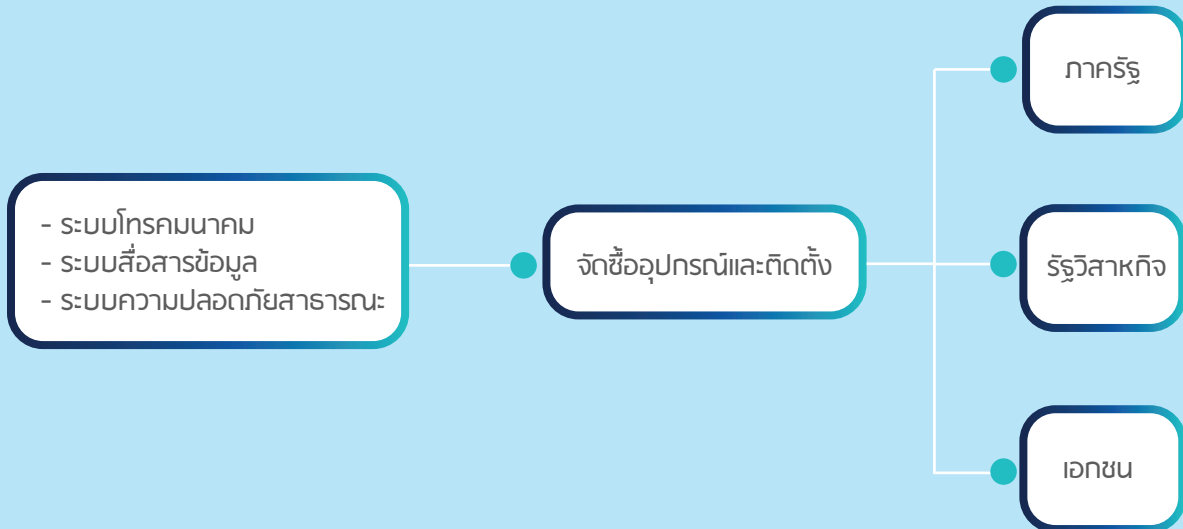 - ระบบโทรคมนาคม
- ระบบสื่อสารข้อมูล
- ระบบความปลอดภัยสาธารณะ
จัดซื้ออุปกรณ์และติดตั้ง
ภาครัฐ
รัฐวิสาหกิจ
เอกชน